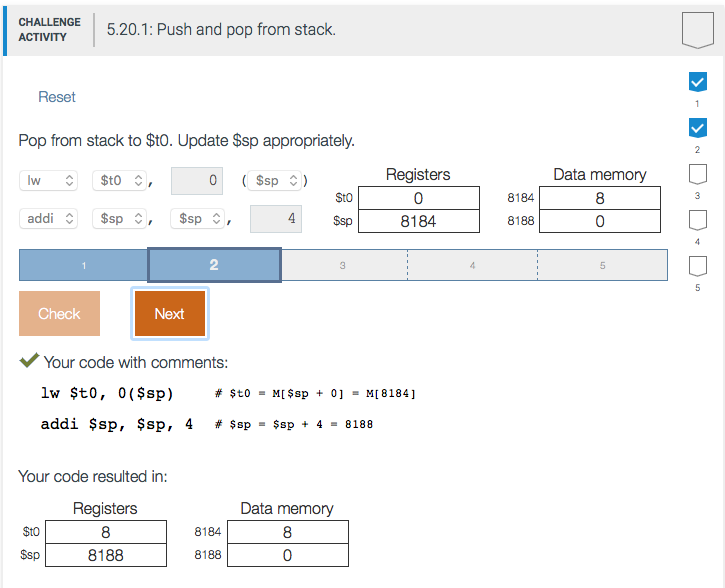 CHALLENGE
ACTIVITY
5.20.1: Push and pop from stack.
Reset
1
Pop from stack to $t0. Update $sp appropriately.
2
lw $t0 , 0 ( $sp )
Registers Data memory
$t0 0 8184 8
3
addi $sp , $sp , 4
$sp 8184 8188 0
4
1 2 3 4 5
5
Check Next
Your code with comments:
lw $t0, 0($sp) # $t0 = M[$sp + 0] = M[8184]
addi $sp, $sp, 4 # $sp = $sp + 4 = 8188
Your code resulted in:
Registers Data memory
$t0 8 8184 8
$sp 8188 8188 0